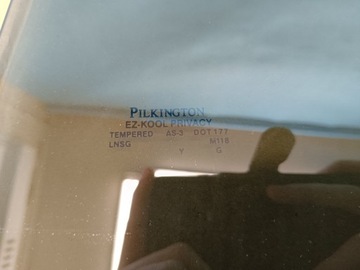 PILKINGTON
EZ-KOOL PRIVACY
TEMPERED AS-3 DOT 177
LNSG M118
Y G